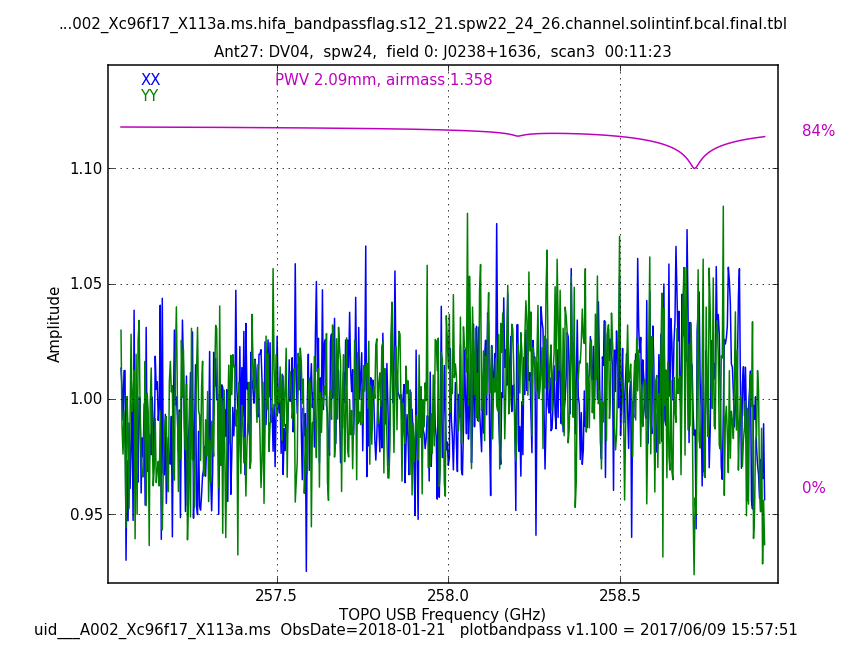 ...002_Xc96f17_X113a.ms.hifa_bandpassflag.s12_21.spw22_24_26.channel.solintinf.bcal.final.tbl
Ant27: DV04,  spw24,  field 0: J0238+1636,  scan3  00:11:23
XX
PWV 2.09mm, airmass 1.358
YY
84%
1.10
1.05
Amplitude
1.00
0%
0.95
257.5
258.0
258.5
TOPO USB Frequency (GHz)
uid___A002_Xc96f17_X113a.ms  ObsDate=2018-01-21   plotbandpass v1.100 = 2017/06/09 15:57:51